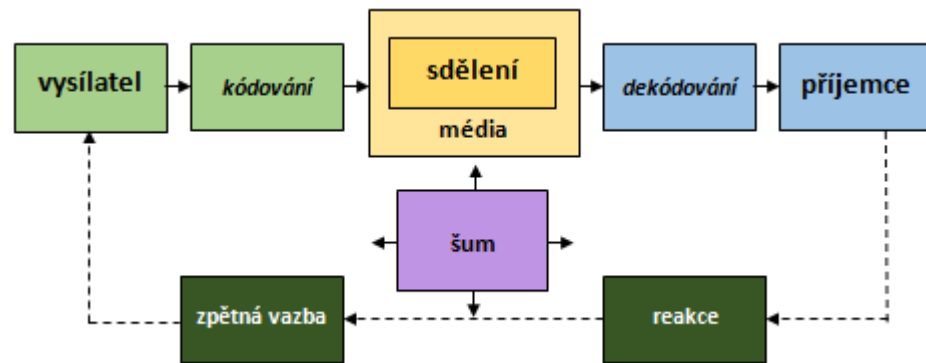 vysílatel
kódování
sdělení
média
dekódování
příjemce
šum
zpětná vazba
reakce